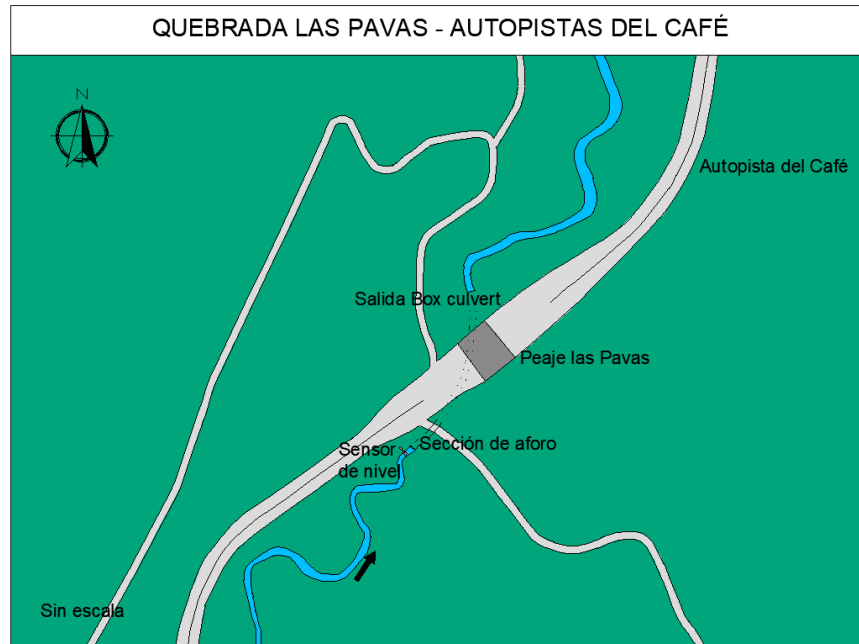 QUEBRADA LAS PAVAS - AUTOPISTAS DEL CAFÉ
N
Autopista del Café
Salida Box culvert
Peaje las Pavas
Sección de aforo
Sensor
de nivel
Sin escala